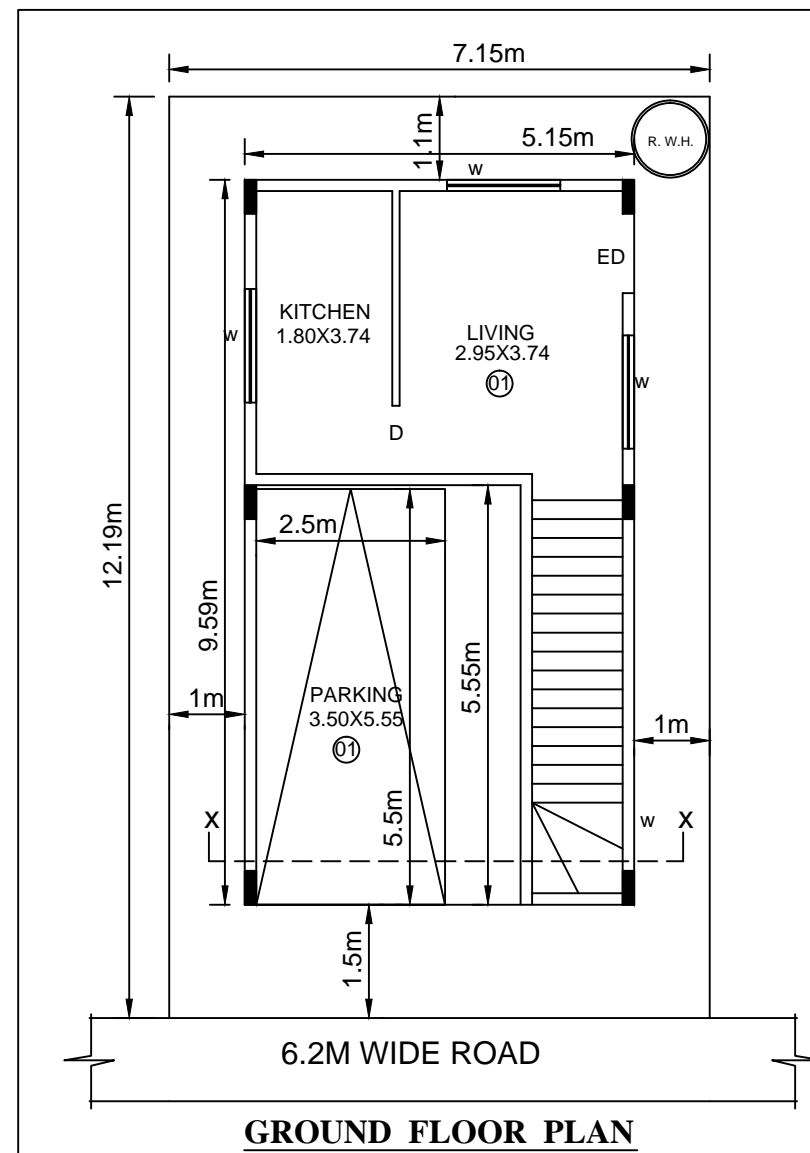 7.15m
1.1m
5.15m
R. W.H.
w
ED
KITCHEN
1.80X3.74
LIVING
2.95X3.74
01
w
w
D
12.19m
9.59m
2.5m
5.55m
1m
PARKING
3.50X5.55
01
1m
5.5m
X
w
X
1.5m
6.2M WIDE ROAD
GROUND FLOOR PLAN